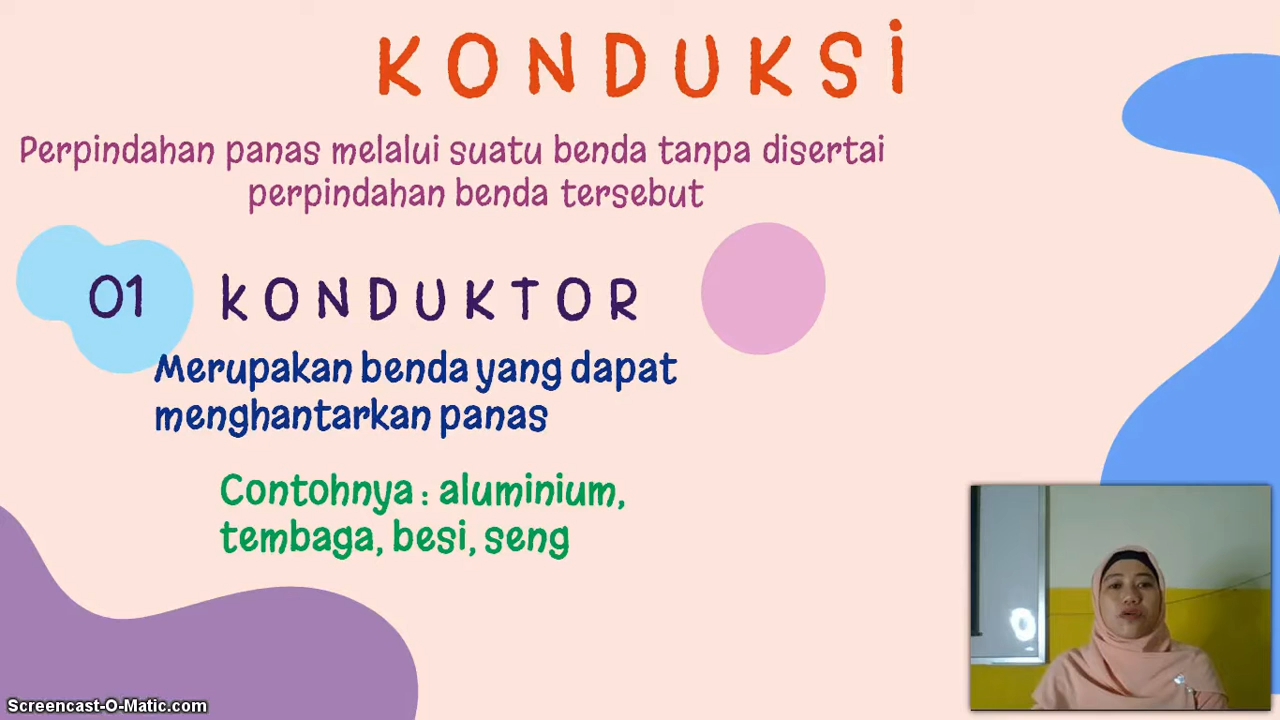 KONDUKSI
Perpindahan panas melalui suatu benda tanpa disertai
perpindahan benda tersebut
01 KONDUKTOR
Merupakan benda yang dapat
menghantarkan panas
Contohnya : aluminium,
tembaga, besi, seng
Screencast-O-Matic.com